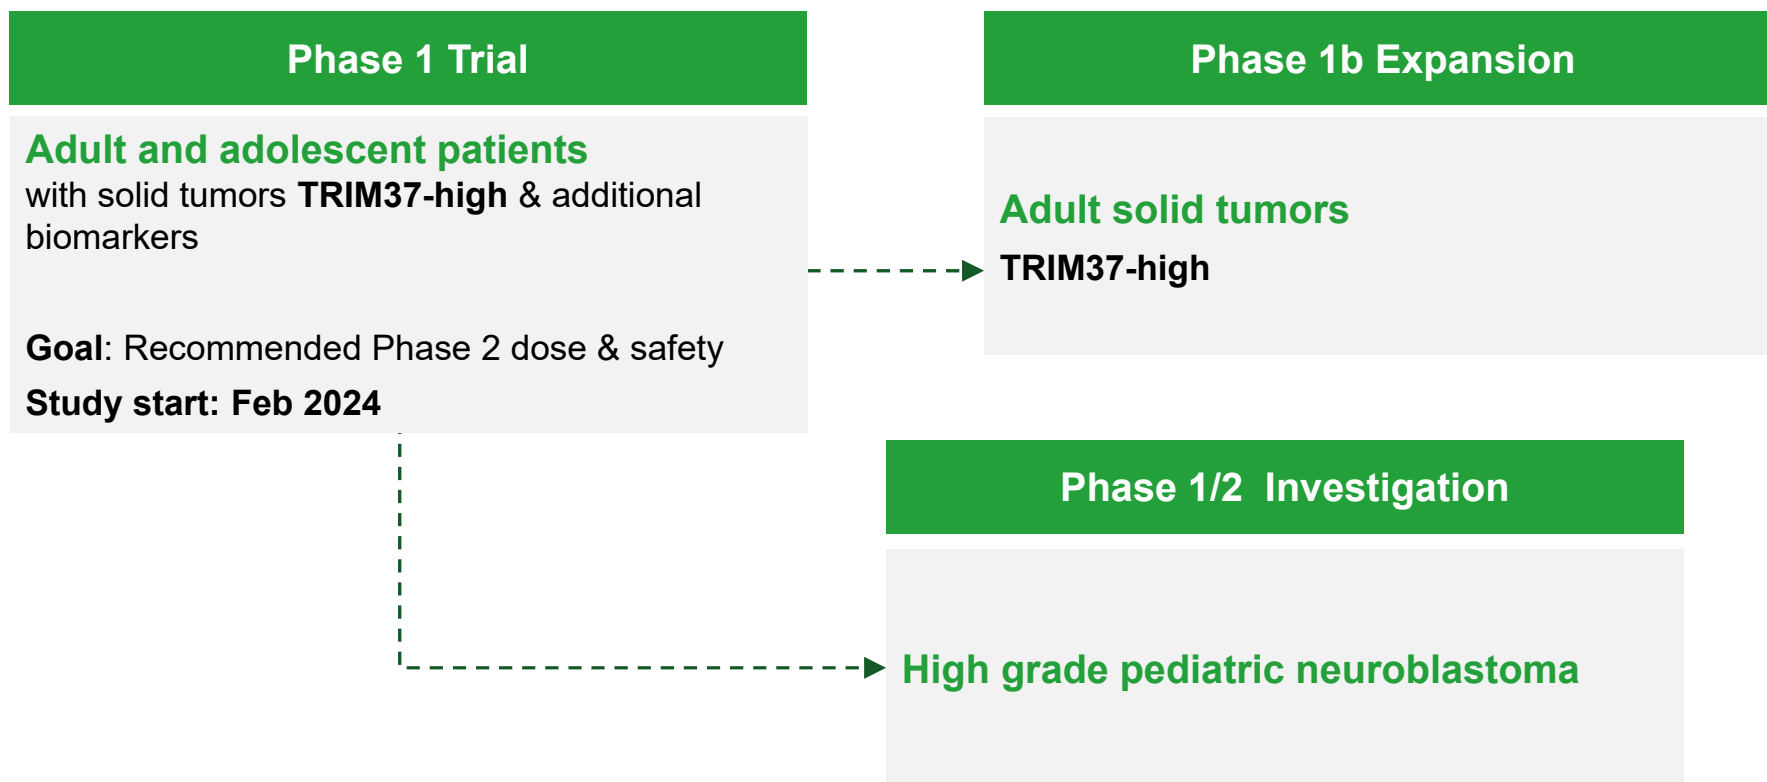 Phase 1 Trial
Adult and adolescent patients
with solid tumors TRIM37-high & additional
biomarkers
Goal: Recommended Phase 2 dose & safety
Study start: Feb 2024
Phase 1b Expansion
Adult solid tumors
TRIM37-high
Phase 1/2  Investigation
High grade pediatric neuroblastoma